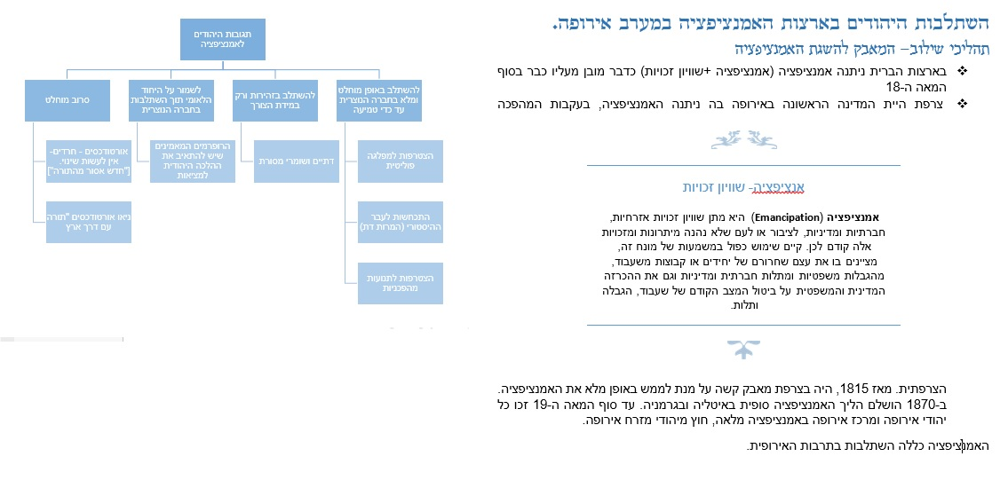 השתלבות היהודים בארצות האמנציפציה במערב אירופה.
תהליכי שילוב– המאבק להשגת האמנציפציה
❖ בארצות הברית ניתנה אמנציפציה (אמנציפציה +שוויון זכויות) כדבר מובן מעליו כבר בסוף
המאה ה-18
❖ צרפת היית המדינה הראשונה באירופה בה ניתנה האמנציפציה, בעקבות המהפכה
אנציפציה- שוויון זכויות
אמנציפציה (Emancipation) היא מתן שוויון זכויות אזרחיות,
חברתיות ומדיניות, לציבור או לעם שלא נהנה מיתרונות ומזכויות
אלה קודם לכן. קיים שימוש כפול במשמעות של מונח זה,
מציינים בו את עצם שחרורם של יחידים או קבוצות משעבוד,
מהגבלות משפטיות ומתלות חברתית ומדיניות וגם את ההכרזה
המדינית והמשפטית על ביטול המצב הקודם של שעבוד, הגבלה
ותלות.
הצרפתית. מאז 1815, היה בצרפת מאבק קשה על מנת לממש באופן מלא את האמנציפציה.
ב-1870 הושלם הליך האמנציפציה סופית באיטליה ובגרמניה. עד סוף המאה ה-19 זכו כל
יהודי אירופה ומרכז אירופה באמנציפציה מלאה, חוץ מיהודי מזרח אירופה.
האמנציפציה כללה השתלבות בתרבות האירופית.
תגובות היהודים
לאמנציפציה
להשתלב באופן מוחלט
ומלא בחברה הנוצרית
עד כדי טמיעה
הצטרפות למפלגה
פוליטית
התכחשות לעבר
ההיסטורי (המרות דת)
הצטרפות לתנועות
מהפכניות
להשתלב בזהירות ורק
במידת הצורך
דתיים ושומרי מסורת
לשמור על היחוד
הלאומי תוך השתלבות
בחברה הנוצרית
הרופרמים המאמינים
שיש להתאיב את
ההלכה היהודית
למציאות
סרוב מוחלט
אורטודכסים - חרדים-
אין לעשות שינוי.
["חדש אסור מהתורה"]
ניאו אורטודכסים "תורה
עם דרך ארץ